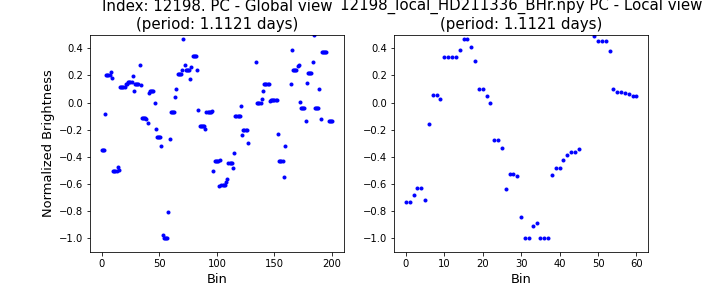 Index: 12198. PC - Global view
(period: 1.1121 days)
12198_local_HD211336_BHr.npy PC - Local view
(period: 1.1121 days)
Normalized Brightness
0.4
0.2
0.0
−0.2
−0.4
−0.6
−0.8
−1.0
0 50 100 150 200
Bin
0.4
0.2
0.0
−0.2
−0.4
−0.6
−0.8
−1.0
0 10 20 30 40 50 60
Bin